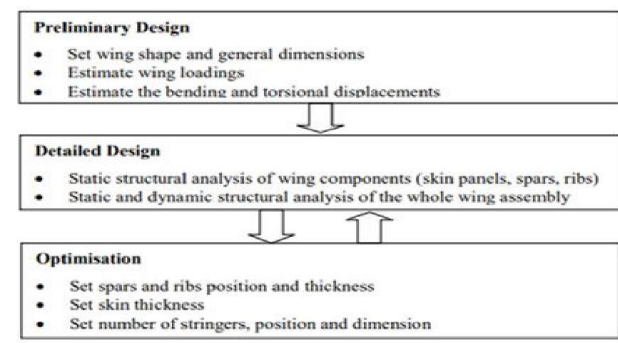 Preliminary Design
• Set wing shape and general dimensions
• Estimate wing loadings
• Estimate the bending and torsional displacements
Detailed Design
• Static structural analysis of wing components (skin panels, spars, ribs)
• Static and dynamic structural analysis of the whole wing assembly
Optimisation
• Set spars and ribs position and thickness
• Set skin thickness
• Set number of stringers, position and dimension